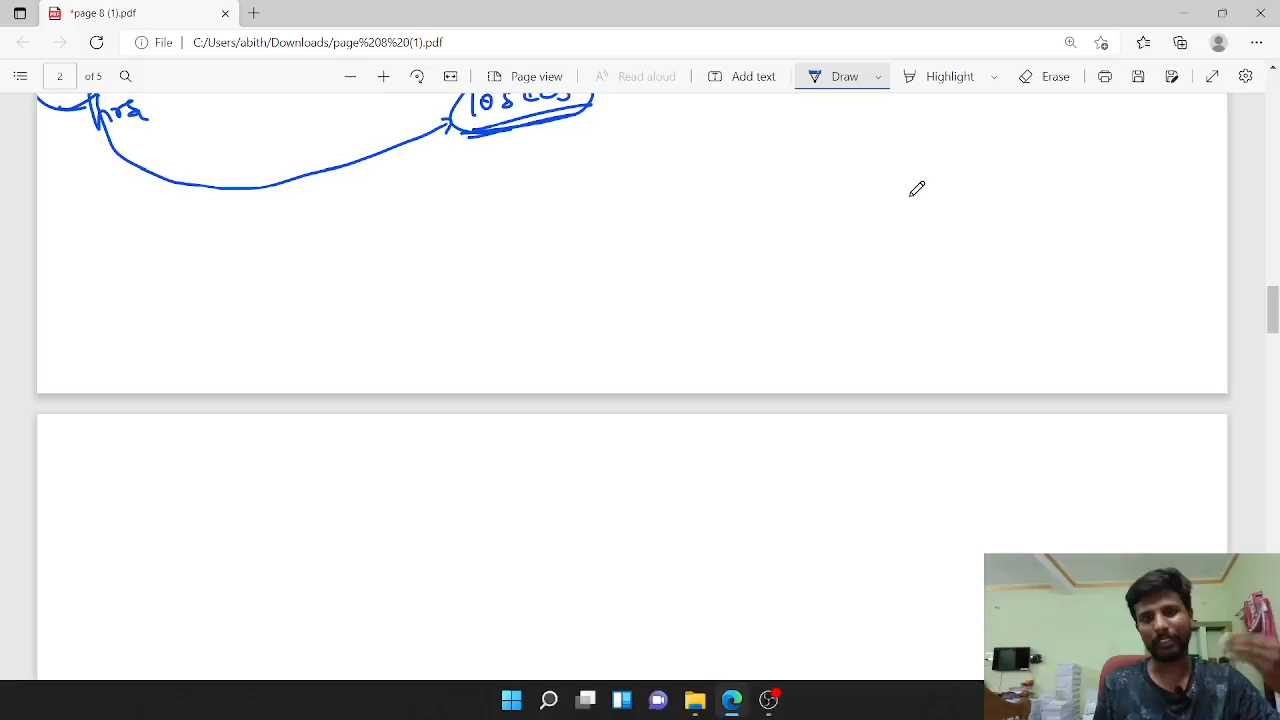 *page 8 (1).pdf
File C:/Users/abith/Downloads/page%208%20(1).pdf
2 of 5 Page view Read aloud Add text Draw Highlight Erase
hrs